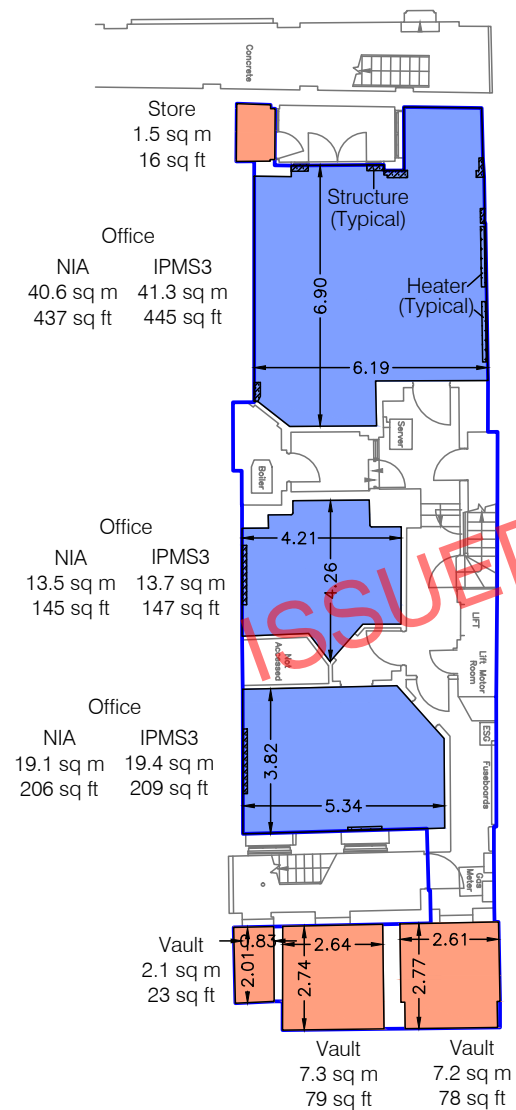 Concrete
Store
1.5 sq m
16 sq ft
Structure
(Typical)
Office
NIA IPMS3
40.6 sq m 41.3 sq m
437 sq ft 445 sq ft
6.90
Heater
(Typical)
6.19
Server
Boiler
Office
NIA IPMS3
13.5 sq m 13.7 sq m
145 sq ft 147 sq ft
4.21
4.26
ISSUED
LIFT
Lift Motor
Room
Not
Accessed
Office
NIA IPMS3
19.1 sq m 19.4 sq m
206 sq ft 209 sq ft
3.82
5.34
ESG
Fuseboards
Gas
Meter
Vault
2.1 sq m
23 sq ft
0.83
2.01
2.64
2.74
2.61
2.77
Vault
7.3 sq m
79 sq ft
Vault
7.2 sq m
78 sq ft